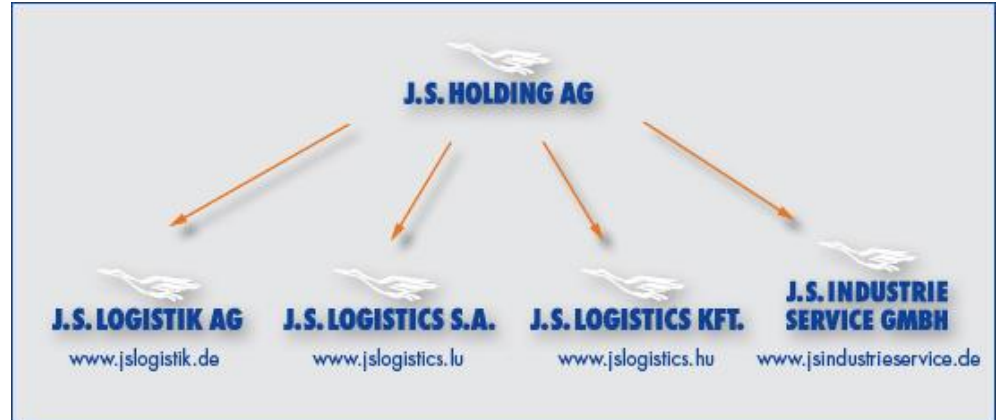 J.S. HOLDING AG
J.S. LOGISTIK AG
www.jslogistik.de
J.S. LOGISTICS S.A.
www.jslogistics.lu
J.S. LOGISTICS KFT.
www.jslogistics.hu
J.S. INDUSTRIE
SERVICE GMBH
www.jsindustrieservice.de